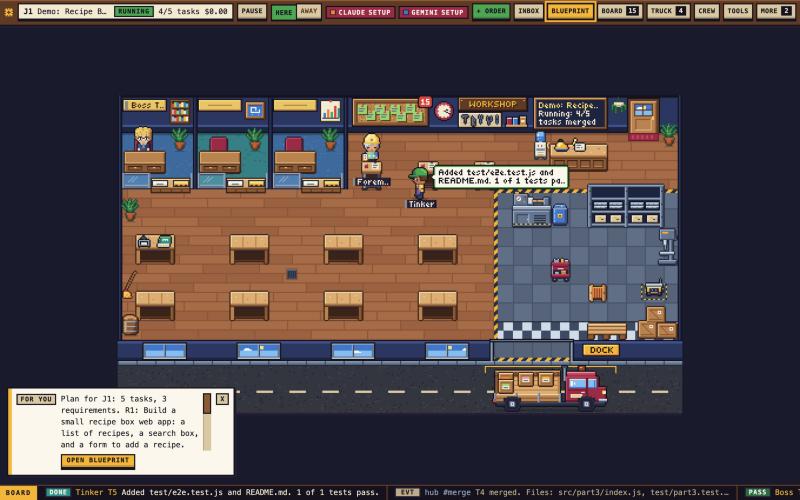 J1 Demo: Recipe B… RUNNING 4/5 tasks $0.00 PAUSE HERE AWAY CLAUDE SETUP GEMINI SETUP + ORDER INBOX BLUEPRINT BOARD 15 TRUCK 4 CREW TOOLS MORE 2
Boss T..
15
WORKSHOP
Demo: Recipe..
Running: 4/5
tasks merged
Added test/e2e.test.js and
README.md. 1 of 1 tests pa..
Forem..
Tinker
DOCK
FOR YOU
Plan for J1: 5 tasks, 3
requirements. R1: Build a
small recipe box web app: a
list of recipes, a search box,
and a form to add a recipe.
X
OPEN BLUEPRINT
BOARD DONE Tinker T5 Added test/e2e.test.js and README.md. 1 of 1 tests pass. EVT hub #merge T4 merged. Files: src/part3/index.js, test/part3.test.… PASS Boss